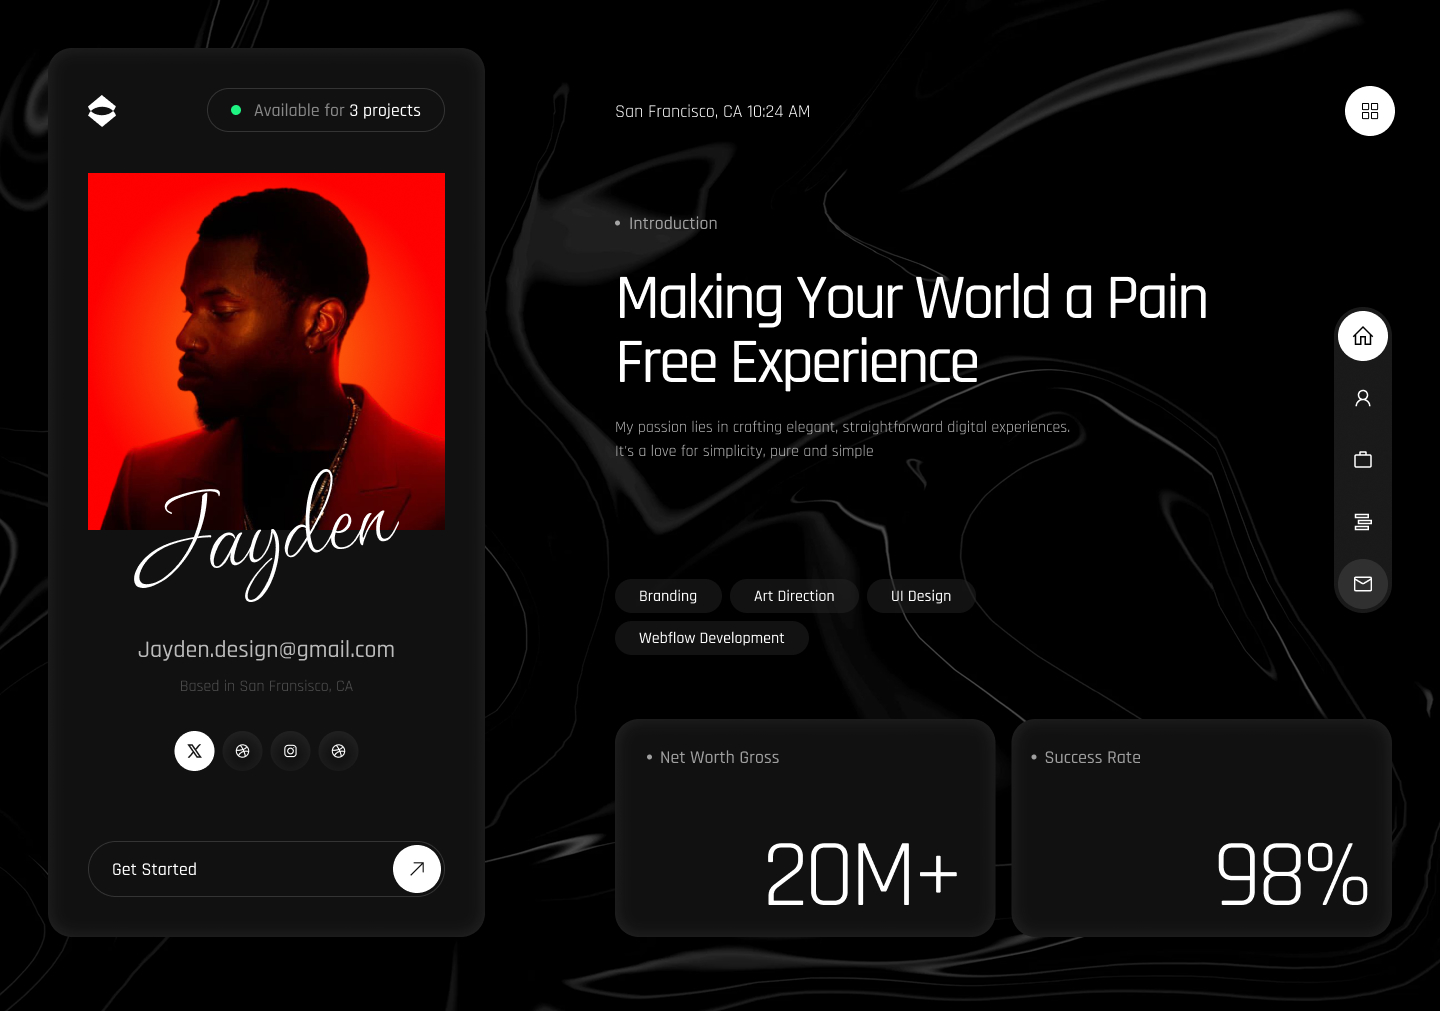 Available for 3 projects
Jayden
Jayden.design@gmail.com
Based in San Fransisco, CA
Get Started
San Francisco, CA 10:24 AM
Introduction
Making Your World a Pain
Free Experience
My passion lies in crafting elegant, straightforward digital experiences.
It's a love for simplicity, pure and simple
Branding
Art Direction
UI Design
Webflow Development
Net Worth Gross
20M+
Success Rate
98%